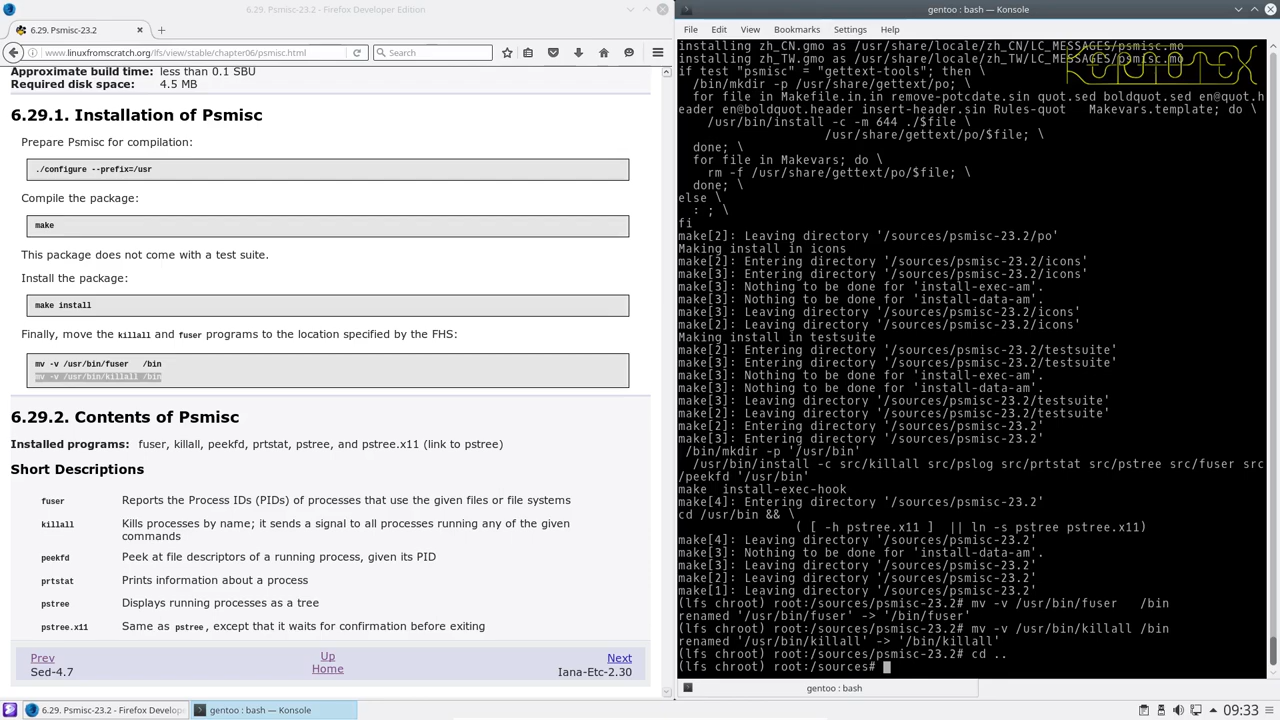 6.29. Psmisc-23.2 - Firefox Developer Edition
6.29. Psmisc-23.2
www.linuxfromscratch.org/lfs/view/stable/chapter06/psmisc.html
Search
Approximate build time: less than 0.1 SBU
Required disk space: 4.5 MB
6.29.1. Installation of Psmisc
Prepare Psmisc for compilation:
./configure --prefix=/usr
Compile the package:
make
This package does not come with a test suite.
Install the package:
make install
Finally, move the killall and fuser programs to the location specified by the FHS:
mv -v /usr/bin/fuser   /bin
mv -v /usr/bin/killall /bin
6.29.2. Contents of Psmisc
Installed programs: fuser, killall, peekfd, prtstat, pstree, and pstree.x11 (link to pstree)
Short Descriptions
fuser Reports the Process IDs (PIDs) of processes that use the given files or file systems
killall Kills processes by name; it sends a signal to all processes running any of the given
commands
peekfd Peek at file descriptors of a running process, given its PID
prtstat Prints information about a process
pstree Displays running processes as a tree
pstree.x11 Same as pstree, except that it waits for confirmation before exiting
Prev Up Next
Sed-4.7 Home Iana-Etc-2.30
gentoo : bash — Konsole
File Edit View Bookmarks Settings Help
installing zh_CN.gmo as /usr/share/locale/zh_CN/LC_MESSAGES/psmisc.mo
installing zh_TW.gmo as /usr/share/locale/zh_TW/LC_MESSAGES/psmisc.mo
if test "psmisc" = "gettext-tools"; then \
  /bin/mkdir -p /usr/share/gettext/po; \
  for file in Makefile.in.in remove-potcdate.sin quot.sed boldquot.sed en@quot.h
eader en@boldquot.header insert-header.sin Rules-quot   Makevars.template; do \
    /usr/bin/install -c -m 644 ./$file \
                    /usr/share/gettext/po/$file; \
  done; \
  for file in Makevars; do \
    rm -f /usr/share/gettext/po/$file; \
  done; \
else \
  : ; \
fi
make[2]: Leaving directory '/sources/psmisc-23.2/po'
Making install in icons
make[2]: Entering directory '/sources/psmisc-23.2/icons'
make[3]: Entering directory '/sources/psmisc-23.2/icons'
make[3]: Nothing to be done for 'install-exec-am'.
make[3]: Nothing to be done for 'install-data-am'.
make[3]: Leaving directory '/sources/psmisc-23.2/icons'
make[2]: Leaving directory '/sources/psmisc-23.2/icons'
Making install in testsuite
make[2]: Entering directory '/sources/psmisc-23.2/testsuite'
make[3]: Entering directory '/sources/psmisc-23.2/testsuite'
make[3]: Nothing to be done for 'install-exec-am'.
make[3]: Nothing to be done for 'install-data-am'.
make[3]: Leaving directory '/sources/psmisc-23.2/testsuite'
make[2]: Leaving directory '/sources/psmisc-23.2/testsuite'
make[2]: Entering directory '/sources/psmisc-23.2'
make[3]: Entering directory '/sources/psmisc-23.2'
 /bin/mkdir -p '/usr/bin'
  /usr/bin/install -c src/killall src/pslog src/prtstat src/pstree src/fuser src
/peekfd '/usr/bin'
make  install-exec-hook
make[4]: Entering directory '/sources/psmisc-23.2'
cd /usr/bin && \
                ( [ -h pstree.x11 ]  || ln -s pstree pstree.x11)
make[4]: Leaving directory '/sources/psmisc-23.2'
make[3]: Nothing to be done for 'install-data-am'.
make[3]: Leaving directory '/sources/psmisc-23.2'
make[2]: Leaving directory '/sources/psmisc-23.2'
make[1]: Leaving directory '/sources/psmisc-23.2'
(lfs chroot) root:/sources/psmisc-23.2# mv -v /usr/bin/fuser   /bin
renamed '/usr/bin/fuser' -> '/bin/fuser'
(lfs chroot) root:/sources/psmisc-23.2# mv -v /usr/bin/killall /bin
renamed '/usr/bin/killall' -> '/bin/killall'
(lfs chroot) root:/sources/psmisc-23.2# cd ..
(lfs chroot) root:/sources#
gentoo : bash
6.29. Psmisc-23.2 - Firefox Develope
gentoo : bash — Konsole
09:33